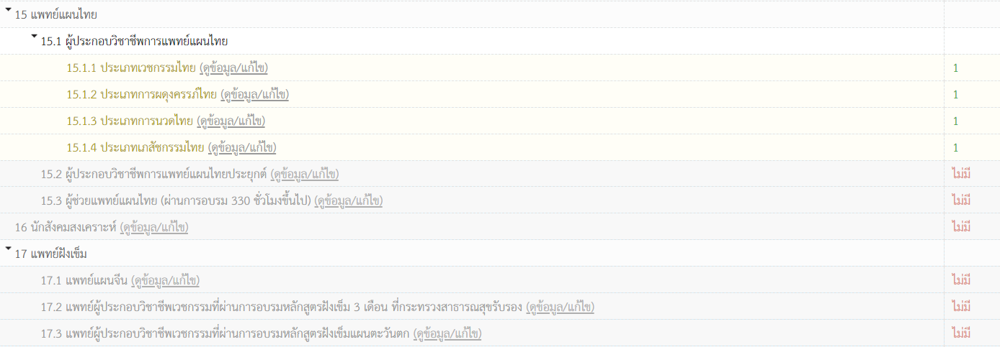 15 แพทย์แผนไทย
15.1 ผู้ประกอบวิชาชีพการแพทย์แผนไทย
15.1.1 ประเภทเวชกรรมไทย (ดูข้อมูล/แก้ไข) 1
15.1.2 ประเภทการผดุงครรภ์ไทย (ดูข้อมูล/แก้ไข) 1
15.1.3 ประเภทการนวดไทย (ดูข้อมูล/แก้ไข) 1
15.1.4 ประเภทเภสัชกรรมไทย (ดูข้อมูล/แก้ไข) 1
15.2 ผู้ประกอบวิชาชีพการแพทย์แผนไทยประยุกต์ (ดูข้อมูล/แก้ไข) ไม่มี
15.3 ผู้ช่วยแพทย์แผนไทย (ผ่านการอบรม 330 ชั่วโมงขึ้นไป) (ดูข้อมูล/แก้ไข) ไม่มี
16 นักสังคมสงเคราะห์ (ดูข้อมูล/แก้ไข) ไม่มี
17 แพทย์ฝังเข็ม
17.1 แพทย์แผนจีน (ดูข้อมูล/แก้ไข) ไม่มี
17.2 แพทย์ผู้ประกอบวิชาชีพเวชกรรมที่ผ่านการอบรมหลักสูตรฝังเข็ม 3 เดือน ที่กระทรวงสาธารณสุขรับรอง (ดูข้อมูล/แก้ไข) ไม่มี
17.3 แพทย์ผู้ประกอบวิชาชีพเวชกรรมที่ผ่านการอบรมหลักสูตรฝังเข็มแผนตะวันตก (ดูข้อมูล/แก้ไข) ไม่มี